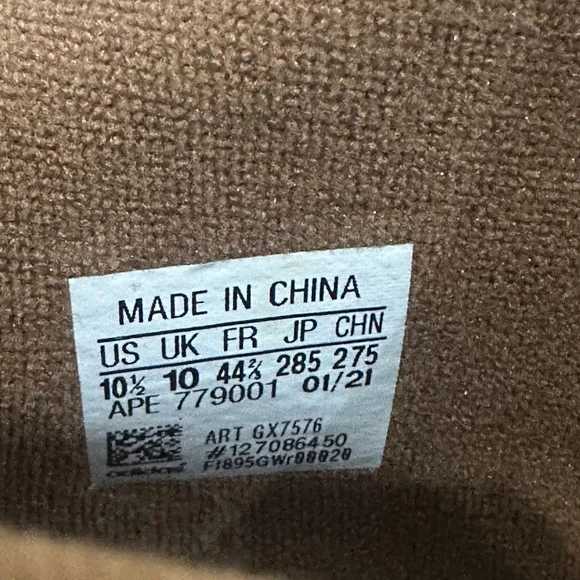 MADE IN CHINA
US UK FR JP CHN
10½ 10 44⅔ 285 275
APE 779001 01/21
ART GX7576
#127086450
adidas